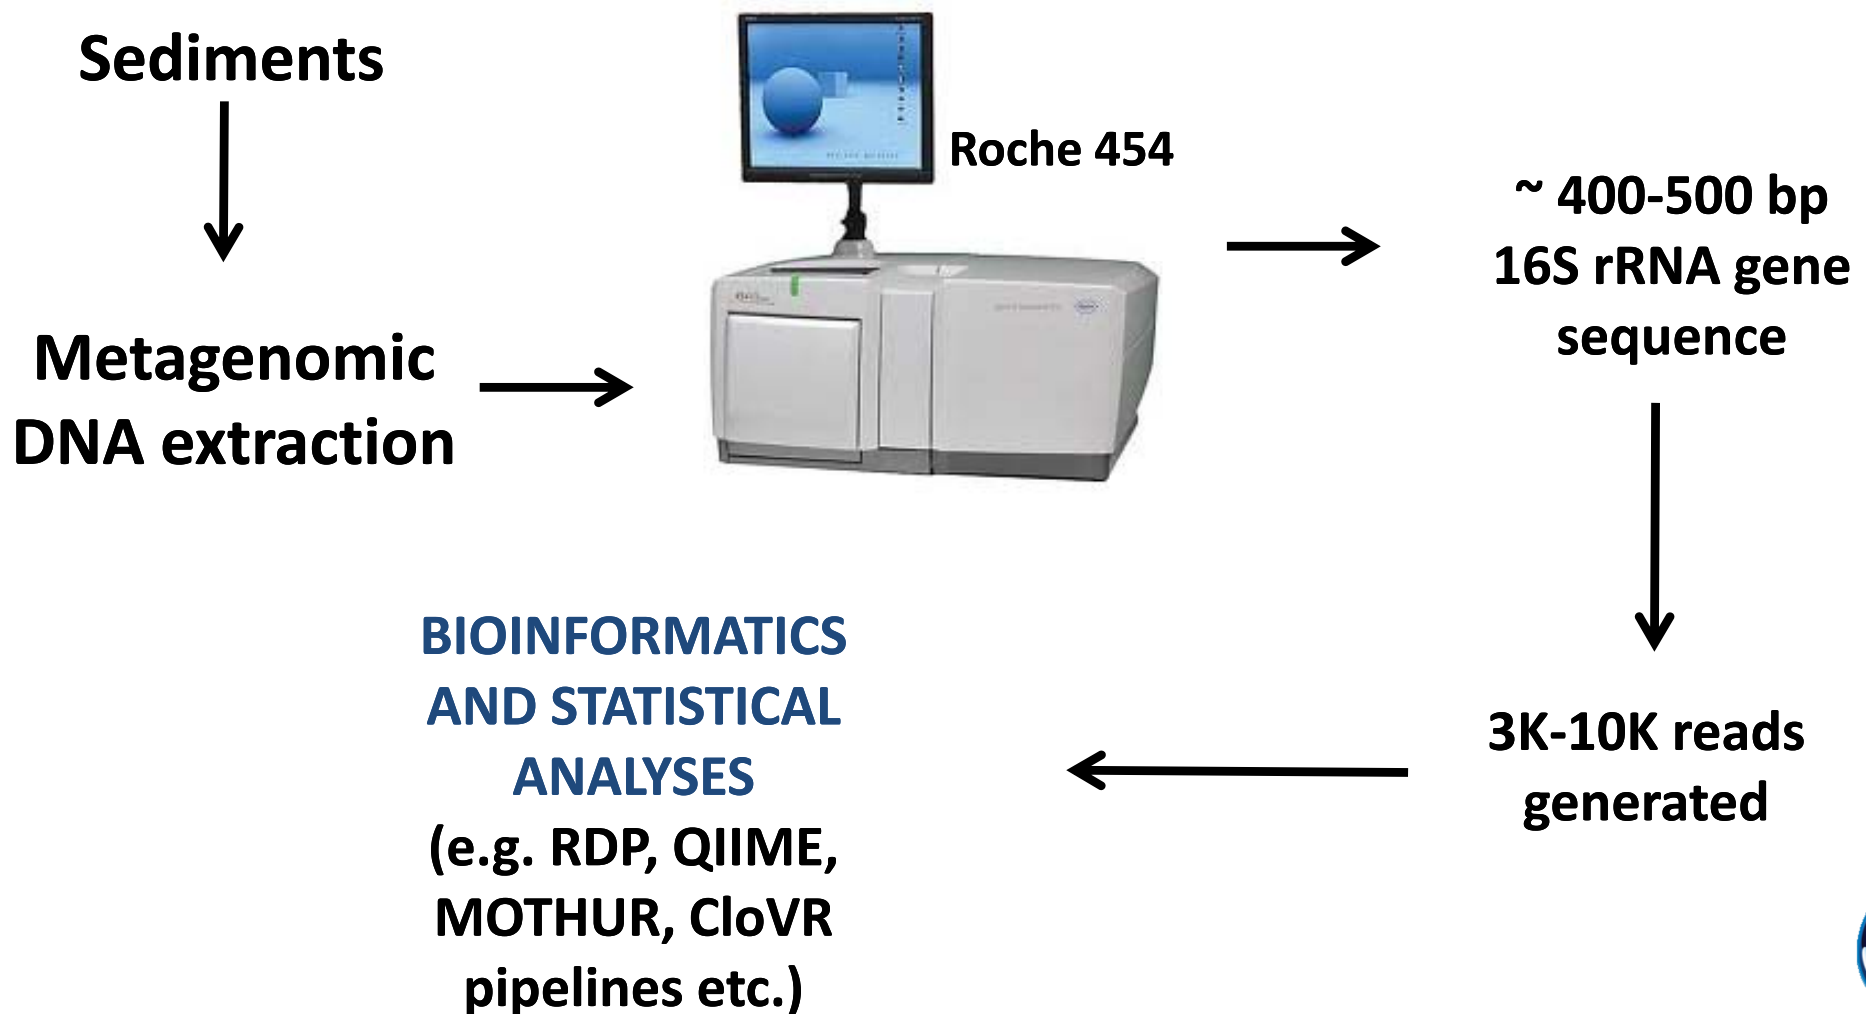 Sediments
Metagenomic
DNA extraction
Roche 454
~ 400-500 bp
16S rRNA gene
sequence
3K-10K reads
generated
BIOINFORMATICS
AND STATISTICAL
ANALYSES
(e.g. RDP, QIIME,
MOTHUR, CloVR
pipelines etc.)